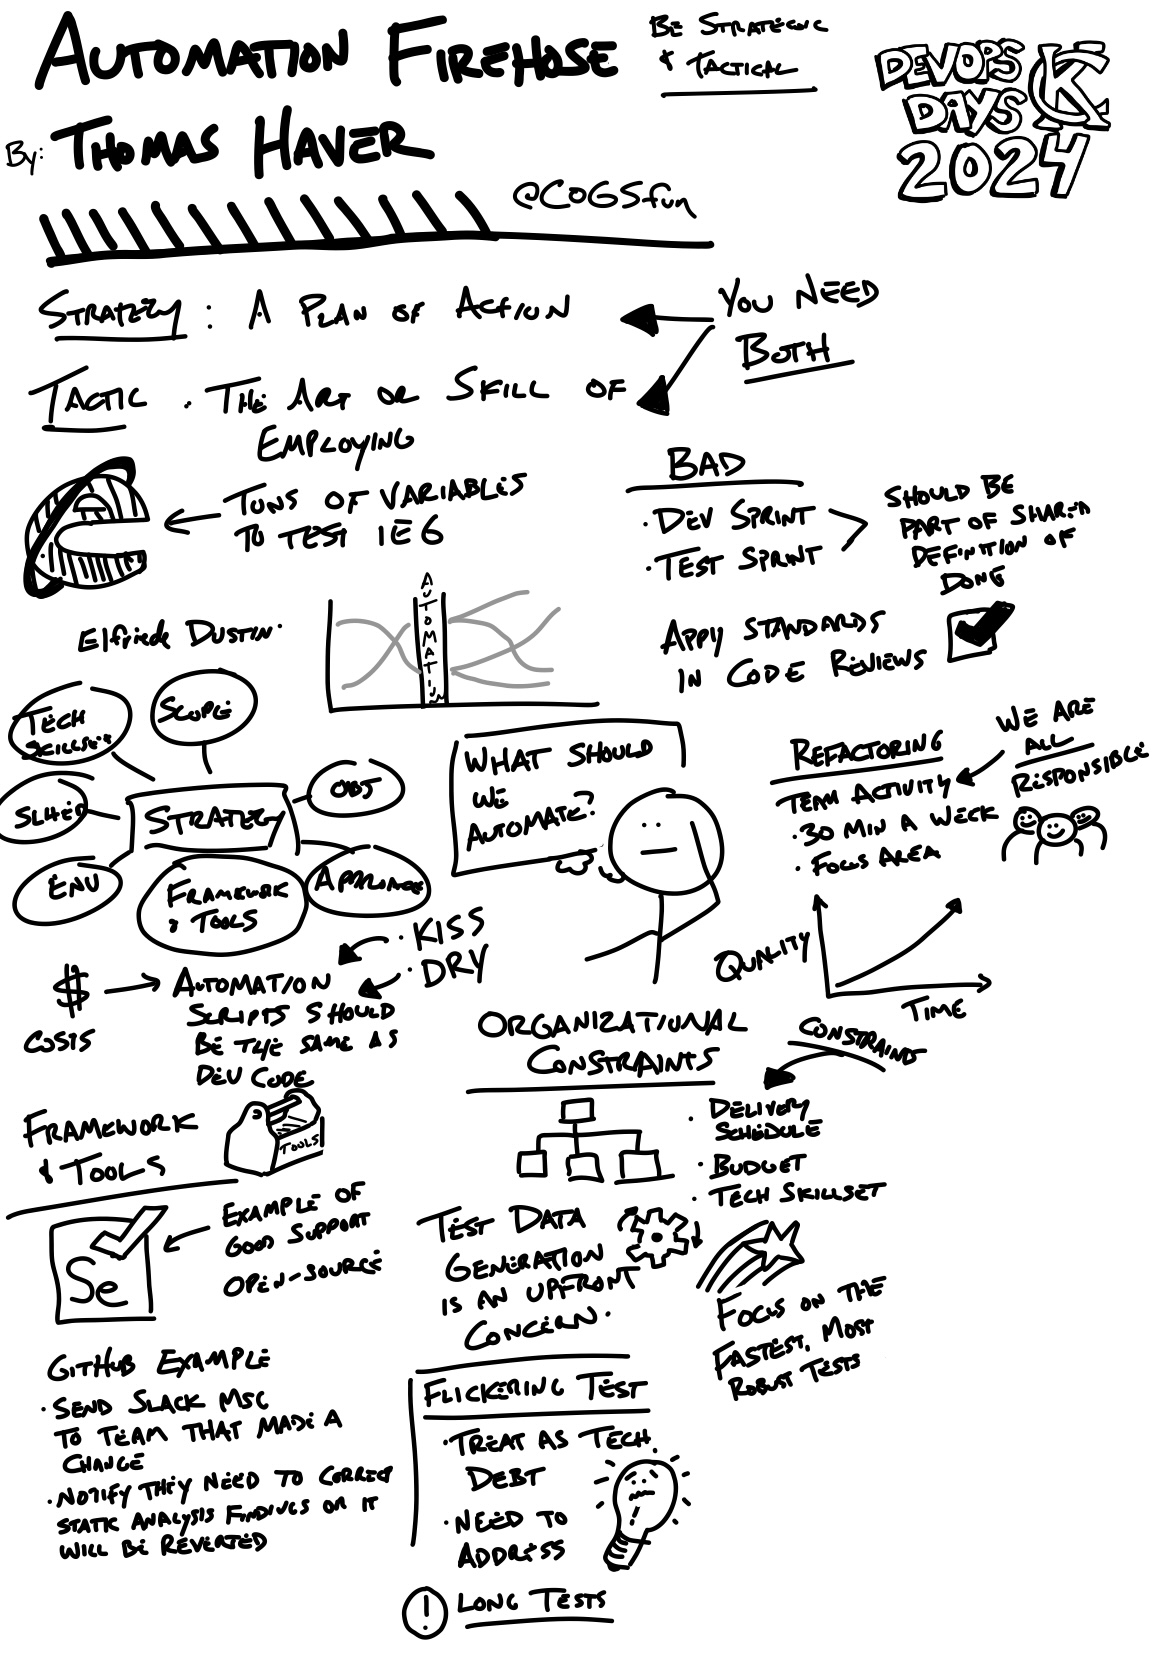 AUTOMATION FIREHOSE
BE STRATEGIC
& TACTICAL
DEVOPS
DAYS KC
2024
By: THOMAS HAVER
@COGSfun
STRATEGY : A PLAN OF ACTION
YOU NEED
BOTH
TACTIC : THE ART OR SKILL OF
EMPLOYING
TONS OF VARIABLES
TO TEST IE6
BAD
· DEV SPRINT
· TEST SPRINT
SHOULD BE
PART OF SHARED
DEFINITION OF
DONE
APPLY STANDARDS
IN CODE REVIEWS
Elfriede DUSTIN
TECH
SKILLSET
SCOPE
SCHED
STRATEGY
OBJ
ENV
FRAMEWORK
& TOOLS
WHAT SHOULD
WE
AUTOMATE?
REFACTORING
WE ARE
ALL
RESPONSIBLE
TEAM ACTIVITY
· 30 MIN A WEEK
· FOCUS AREA
QUALITY
TIME
$
COSTS
AUTOMATION
SCRIPTS SHOULD
BE THE SAME AS
DEV CODE
· KISS
· DRY
ORGANIZATIONAL
CONSTRAINTS
CONSTRAINTS
· DELIVERY
SCHEDULE
· BUDGET
· TECH SKILLSET
FRAMEWORK
& TOOLS
TOOLS
Se
EXAMPLE OF
GOOD SUPPORT
OPEN-SOURCE
TEST DATA
GENERATION
IS AN UPFRONT
CONCERN.
FOCUS ON THE
FASTEST, MOST
ROBUST TESTS
GITHUB EXAMPLE
· SEND SLACK MSG
TO TEAM THAT MADE A
CHANGE
· NOTIFY THEY NEED TO CORRECT
STATIC ANALYSIS FINDINGS OR IT
WILL BE REVERTED
FLICKERING TEST
· TREAT AS TECH.
DEBT
· NEED TO
ADDRESS
! LONG TESTS